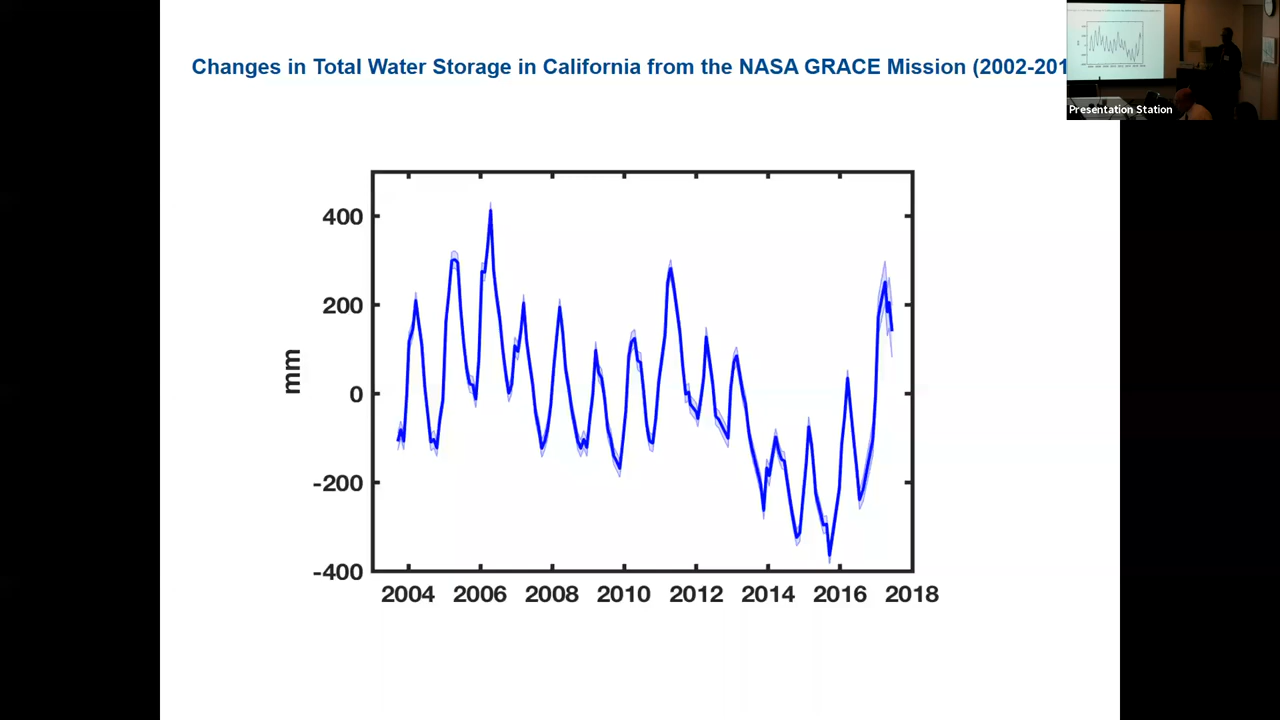 Changes in Total Water Storage in California from the NASA GRACE Mission (2002-201
Presentation Station
400
200
0
-200
-400
mm
2004 2006 2008 2010 2012 2014 2016 2018